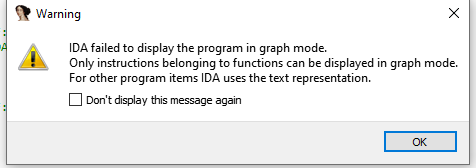 Warning
IDA failed to display the program in graph mode.
Only instructions belonging to functions can be displayed in graph mode.
For other program items IDA uses the text representation.
Don't display this message again
OK